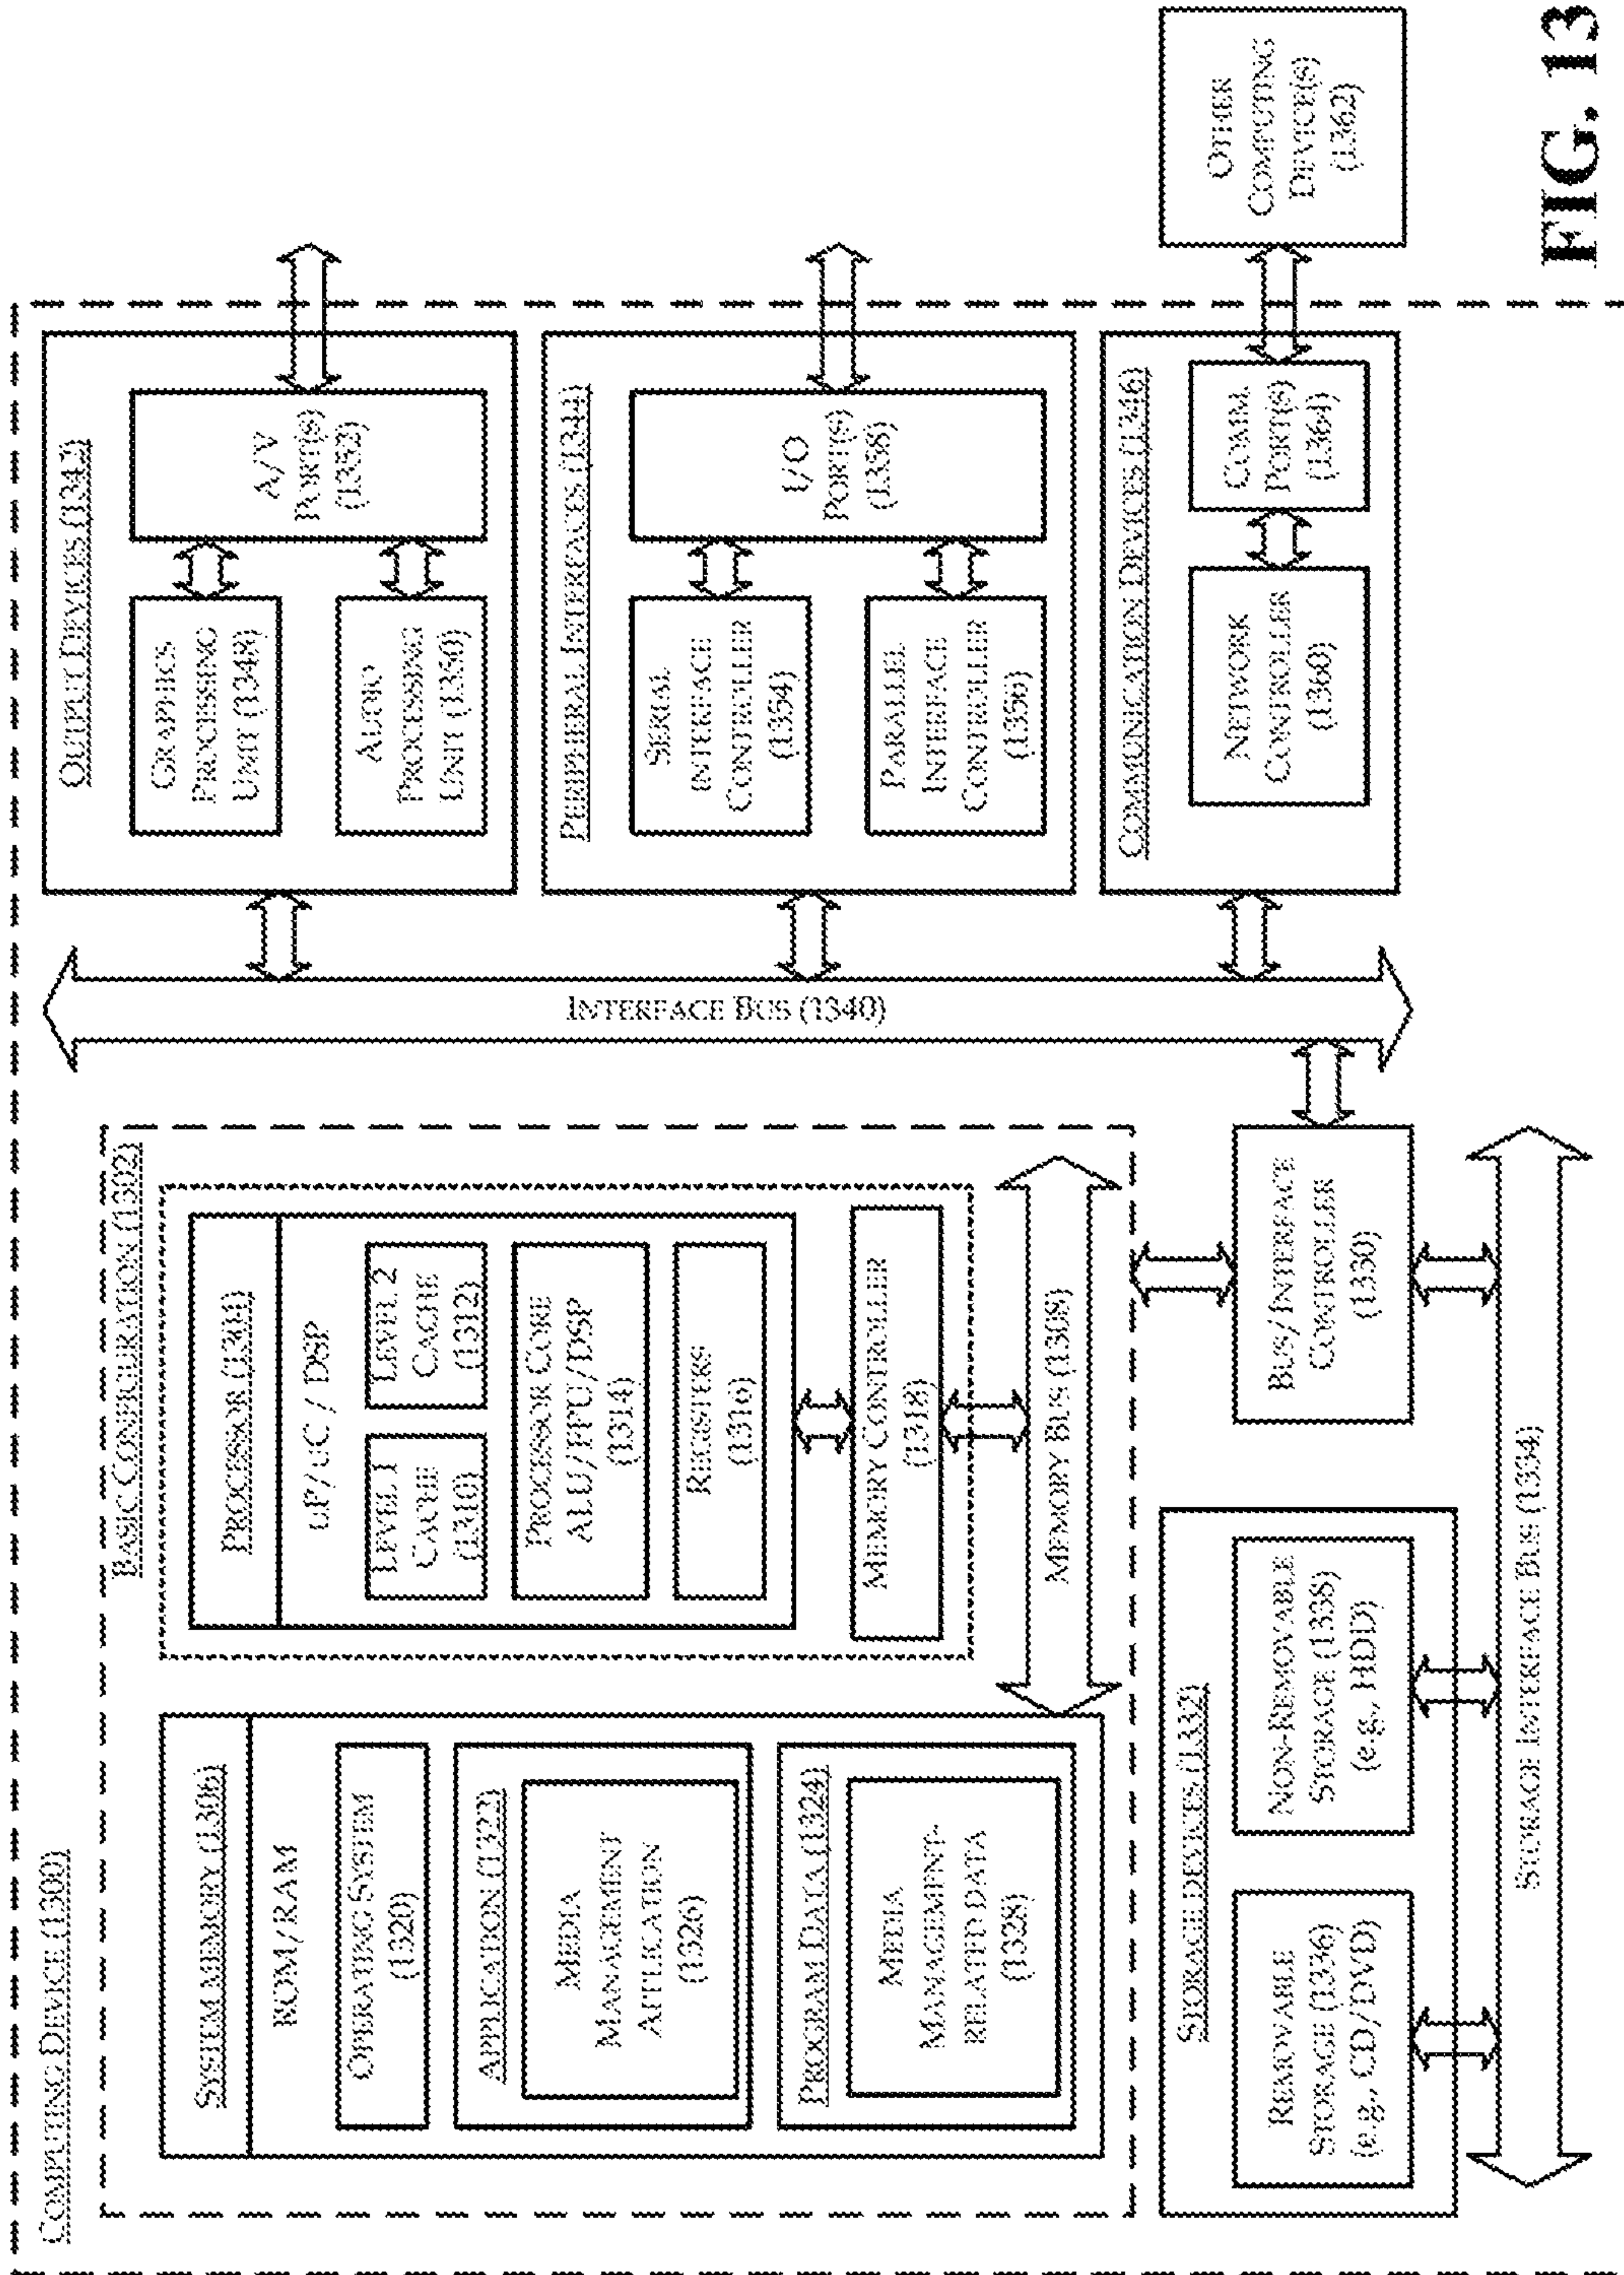 COMPUTING DEVICE (1300)
BASIC CONFIGURATION (1302)
SYSTEM MEMORY (1306)
ROM/RAM
OPERATING SYSTEM
(1320)
APPLICATION (1322)
MEDIA
MANAGEMENT
APPLICATION
(1326)
PROGRAM DATA (1324)
MEDIA
MANAGEMENT-
RELATED DATA
(1328)
PROCESSOR (1304)
uP/uC / DSP
LEVEL 1
CACHE
(1310)
LEVEL 2
CACHE
(1312)
PROCESSOR CORE
ALU/FPU/DSP
(1314)
REGISTERS
(1316)
MEMORY CONTROLLER
(1318)
MEMORY BUS (1308)
BUS/INTERFACE
CONTROLLER
(1330)
STORAGE DEVICES (1332)
REMOVABLE
STORAGE (1336)
(e.g., CD/DVD)
NON-REMOVABLE
STORAGE (1338)
(e.g., HDD)
STORAGE INTERFACE BUS (1334)
INTERFACE BUS (1340)
OUTPUT DEVICES (1342)
GRAPHICS
PROCESSING
UNIT (1348)
AUDIO
PROCESSING
UNIT (1350)
A/V
PORT(S)
(1352)
PERIPHERAL INTERFACES (1344)
SERIAL
INTERFACE
CONTROLLER
(1354)
PARALLEL
INTERFACE
CONTROLLER
(1356)
I/O
PORT(S)
(1358)
COMMUNICATION DEVICES (1346)
NETWORK
CONTROLLER
(1360)
COMM.
PORT(S)
(1364)
OTHER
COMPUTING
DEVICE(S)
(1362)
FIG. 13